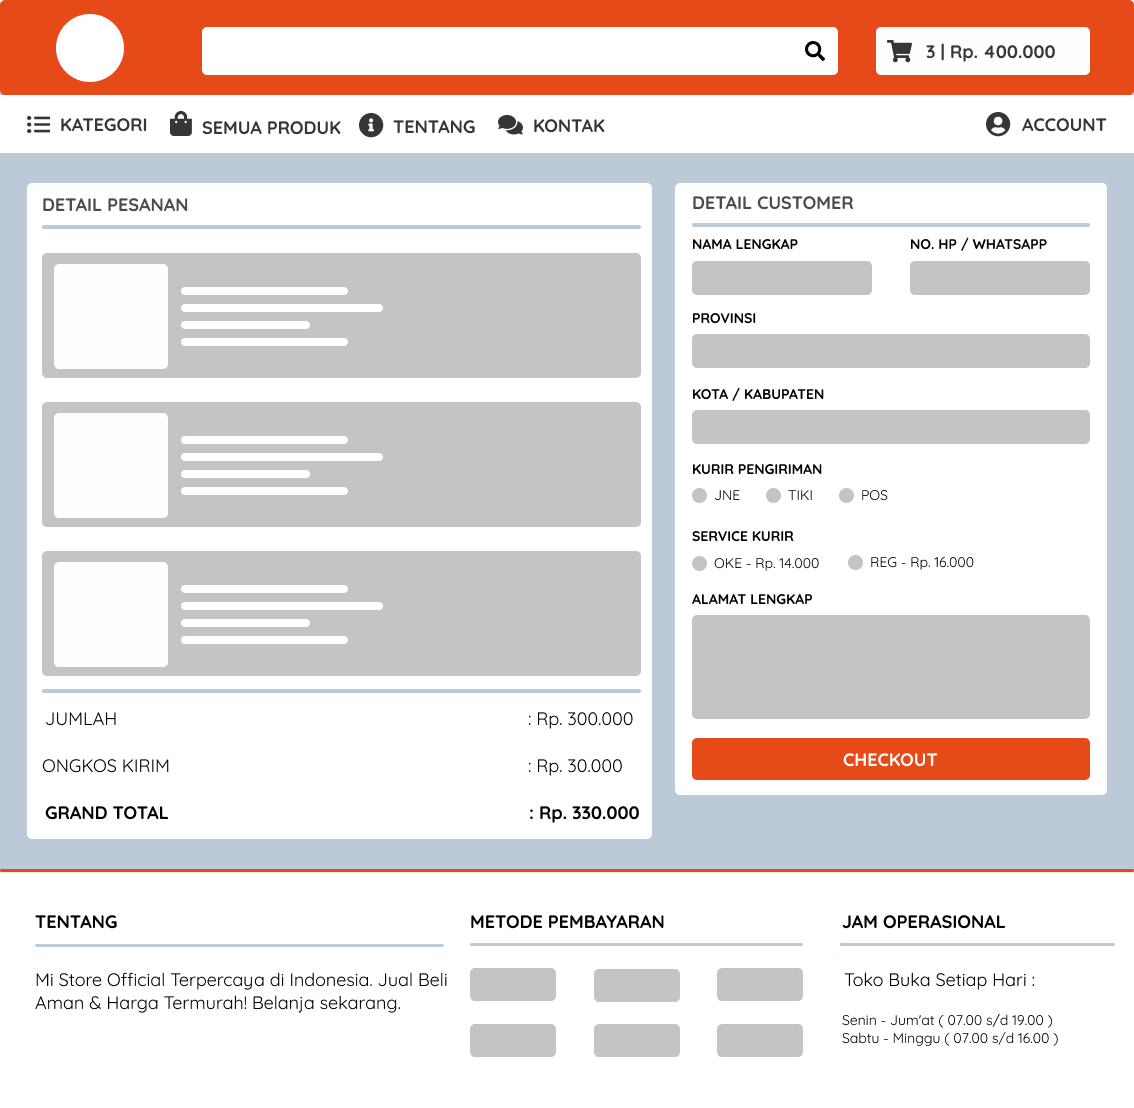 3 | Rp. 400.000
KATEGORI
SEMUA PRODUK
TENTANG
KONTAK
ACCOUNT
DETAIL PESANAN
JUMLAH : Rp. 300.000
ONGKOS KIRIM : Rp. 30.000
GRAND TOTAL : Rp. 330.000
DETAIL CUSTOMER
NAMA LENGKAP
NO. HP / WHATSAPP
PROVINSI
KOTA / KABUPATEN
KURIR PENGIRIMAN
JNE TIKI POS
SERVICE KURIR
OKE - Rp. 14.000 REG - Rp. 16.000
ALAMAT LENGKAP
CHECKOUT
TENTANG
Mi Store Official Terpercaya di Indonesia. Jual Beli
Aman & Harga Termurah! Belanja sekarang.
METODE PEMBAYARAN
JAM OPERASIONAL
Toko Buka Setiap Hari :
Senin - Jum'at ( 07.00 s/d 19.00 )
Sabtu - Minggu ( 07.00 s/d 16.00 )